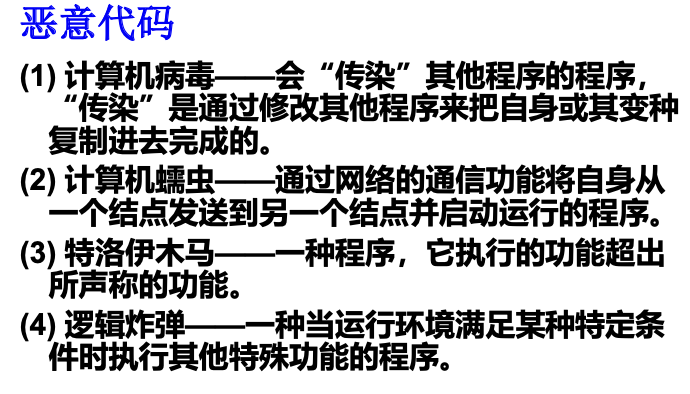 恶意代码
(1) 计算机病毒——会“传染”其他程序的程序，
“传染”是通过修改其他程序来把自身或其变种
复制进去完成的。
(2) 计算机蠕虫——通过网络的通信功能将自身从
一个结点发送到另一个结点并启动运行的程序。
(3) 特洛伊木马——一种程序，它执行的功能超出
所声称的功能。
(4) 逻辑炸弹——一种当运行环境满足某种特定条
件时执行其他特殊功能的程序。